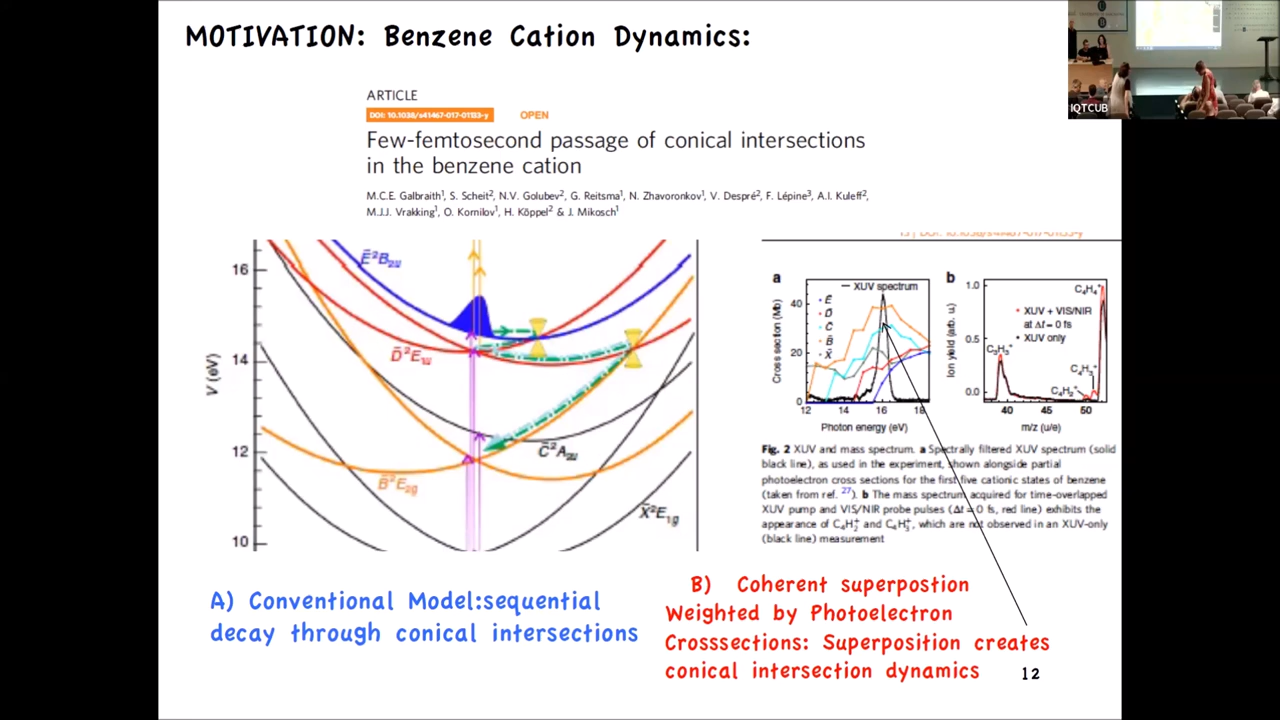 MOTIVATION: Benzene Cation Dynamics:
ARTICLE
DOI: 10.1038/s41467-017-01133-y OPEN
Few-femtosecond passage of conical intersections
in the benzene cation
M.C.E. Galbraith¹, S. Scheit², N.V. Golubev², G. Reitsma¹, N. Zhavoronkov¹, V. Despré², F. Lépine³, A.I. Kuleff²,
M.J.J. Vrakking¹, O. Kornilov¹, H. Köppel² & J. Mikosch¹
DOI: 10.1038/s41467-017-01133-y
V (eV)
16
14
12
10
Ẽ²B₂ᵤ
D̃²E₁ᵤ
C̃²A₂ᵤ
B̃²E₂g
X̃²E₁g
a
XUV spectrum
Ẽ
D̃
C̃
B̃
X̃
Cross section (Mb)
40
20
0
12 14 16 18
Photon energy (eV)
b
Ion yield (arb. u)
1.0
0.5
0.0
C₄H₄⁺
XUV + VIS/NIR
at Δt = 0 fs
XUV only
C₃H₃⁺
C₄H₃⁺
C₄H₂⁺
40 45 50
m/z (u/e)
Fig. 2 XUV and mass spectrum. a Spectrally filtered XUV spectrum (solid
black line), as used in the experiment, shown alongside partial
photoelectron cross sections for the first five cationic states of benzene
(taken from ref. 27). b The mass spectrum acquired for time-overlapped
XUV pump and VIS/NIR probe pulses (Δt = 0 fs, red line) exhibits the
appearance of C₄H₂⁺ and C₄H₃⁺, which are not observed in an XUV-only
(black line) measurement
A) Conventional Model:sequential
decay through conical intersections
B) Coherent superpostion
Weighted by Photoelectron
Crosssections: Superposition creates
conical intersection dynamics
12
IQTCUB